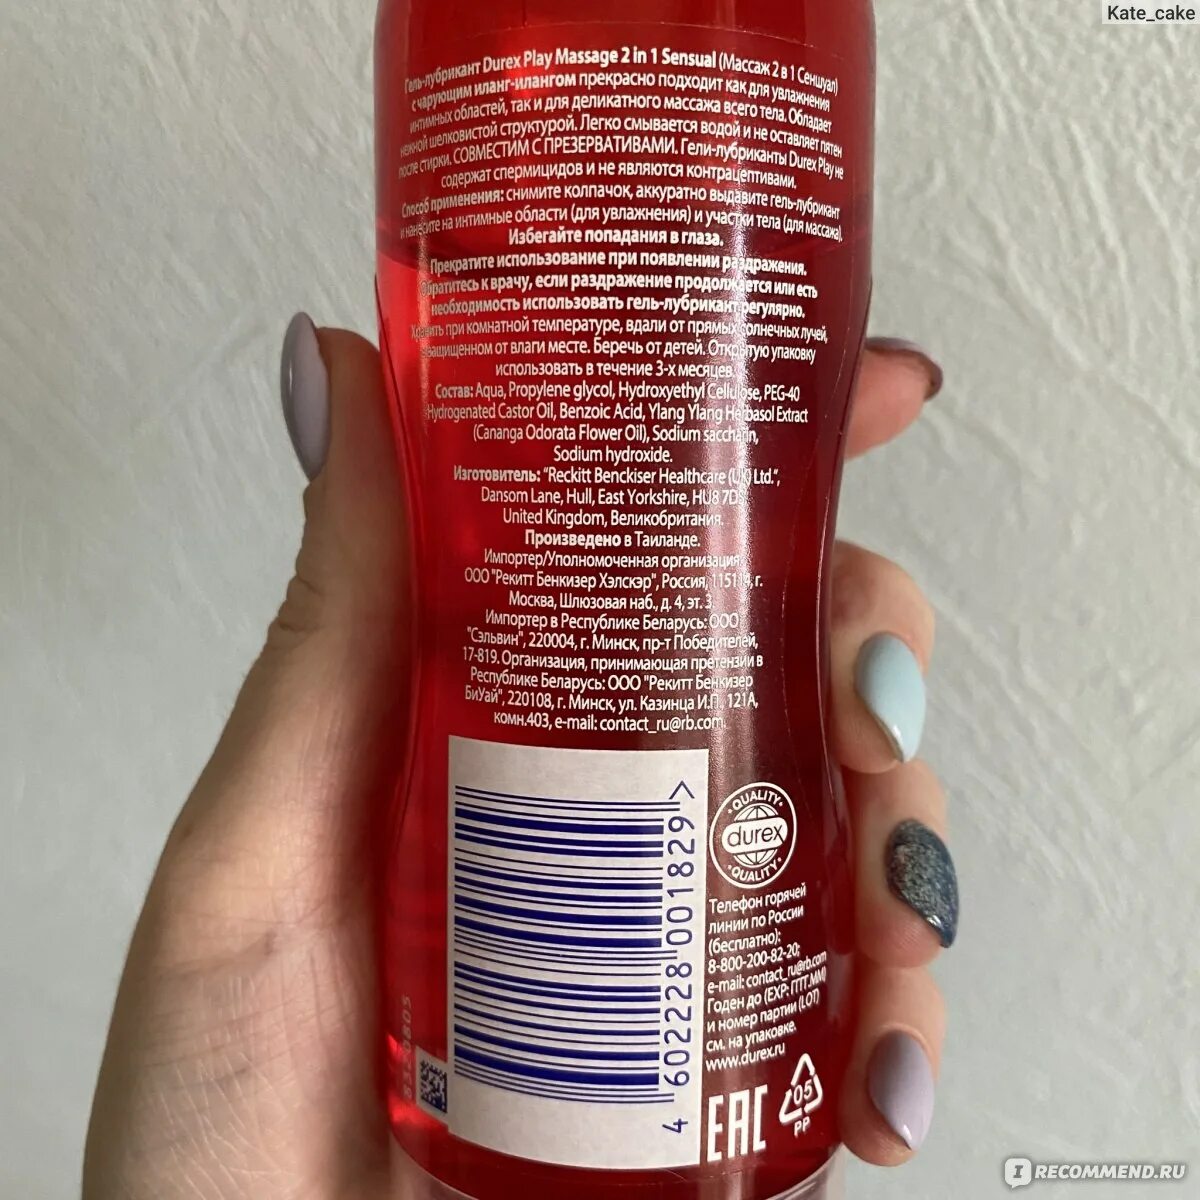 Kate_cake
Гель-лубрикант Durex Play Massage 2 in 1 Sensual (Массаж 2 в 1 Сеншуал)
с чарующим иланг-илангом прекрасно подходит как для увлажнения
интимных областей, так и для деликатного массажа всего тела. Обладает
нежной шелковистой структурой. Легко смывается водой и не оставляет пятен
после стирки. СОВМЕСТИМ С ПРЕЗЕРВАТИВАМИ. Гели-лубриканты Durex Play не
содержат спермицидов и не являются контрацептивами.
Способ применения: снимите колпачок, аккуратно выдавите гель-лубрикант
и нанесите на интимные области (для увлажнения) и участки тела (для массажа).
Избегайте попадания в глаза.
Прекратите использование при появлении раздражения.
Обратитесь к врачу, если раздражение продолжается или есть
необходимость использовать гель-лубрикант регулярно.
Хранить при комнатной температуре, вдали от прямых солнечных лучей,
в защищенном от влаги месте. Беречь от детей. Открытую упаковку
использовать в течение 3-х месяцев.
Состав: Aqua, Propylene glycol, Hydroxyethyl Cellulose, PEG-40
Hydrogenated Castor Oil, Benzoic Acid, Ylang Ylang Herbasol Extract
(Cananga Odorata Flower Oil), Sodium saccharin,
Sodium hydroxide.
Изготовитель: "Reckitt Benckiser Healthcare (UK) Ltd.",
Dansom Lane, Hull, East Yorkshire, HU8 7DS
United Kingdom, Великобритания.
Произведено в Таиланде.
Импортер/Уполномоченная организация:
ООО "Рекитт Бенкизер Хэлскэр", Россия, 115114, г.
Москва, Шлюзовая наб., д. 4, эт. 3.
Импортер в Республике Беларусь: ООО
"Сэльвин", 220004, г. Минск, пр-т Победителей,
17-819. Организация, принимающая претензии в
Республике Беларусь: ООО "Рекитт Бенкизер
БиУай", 220108, г. Минск, ул. Казинца И.П., 121А,
комн.403, e-mail: contact_ru@rb.com.
4 602228 001829 >
QUALITY
durex
QUALITY
Телефон горячей
линии по России
(бесплатно):
8-800-200-82-20;
e-mail: contact_ru@rb.com
Годен до (EXP: ГГГГ.ММ)
и номер партии (LOT)
см. на упаковке.
www.durex.ru
EAC
05
PP
I RECOMMEND.RU